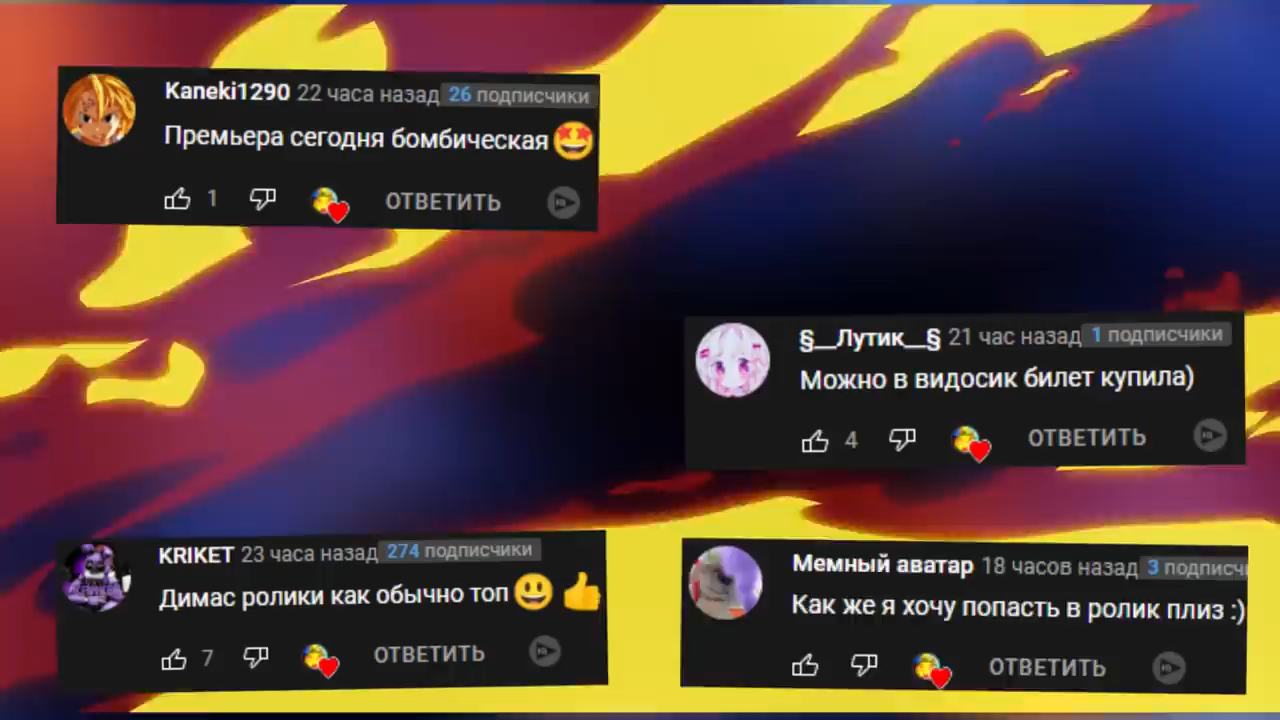 Kaneki1290 22 часа назад 26 подписчики
Премьера сегодня бомбическая🤩
1 ОТВЕТИТЬ
§__Лутик__§ 21 час назад 1 подписчики
Можно в видосик билет купила)
4 ОТВЕТИТЬ
KRIKET 23 часа назад 274 подписчики
Димас ролики как обычно топ😃👍
7 ОТВЕТИТЬ
Мемный аватар 18 часов назад 3 подписчи
Как же я хочу попасть в ролик плиз :)
ОТВЕТИТЬ